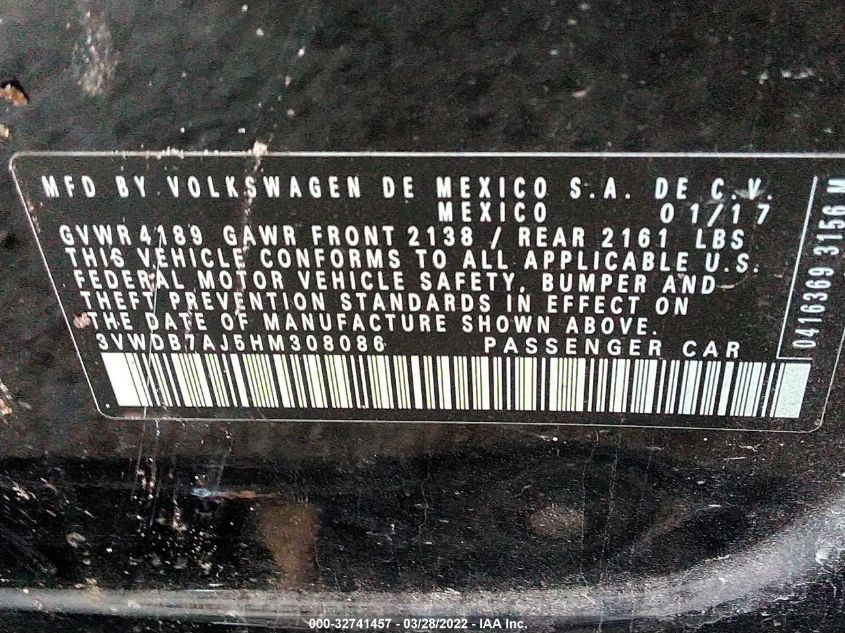 MFD BY VOLKSWAGEN DE MEXICO S.A. DE C.V.
MEXICO 01/17
GVWR 4189 GAWR FRONT 2138 / REAR 2161 LBS
THIS VEHICLE CONFORMS TO ALL APPLICABLE U.S.
FEDERAL MOTOR VEHICLE SAFETY, BUMPER AND
THEFT PREVENTION STANDARDS IN EFFECT ON
THE DATE OF MANUFACTURE SHOWN ABOVE.
3VWDB7AJ5HM308086 PASSENGER CAR
0416369 3156 M
000-32741457 - 03/28/2022 - IAA Inc.